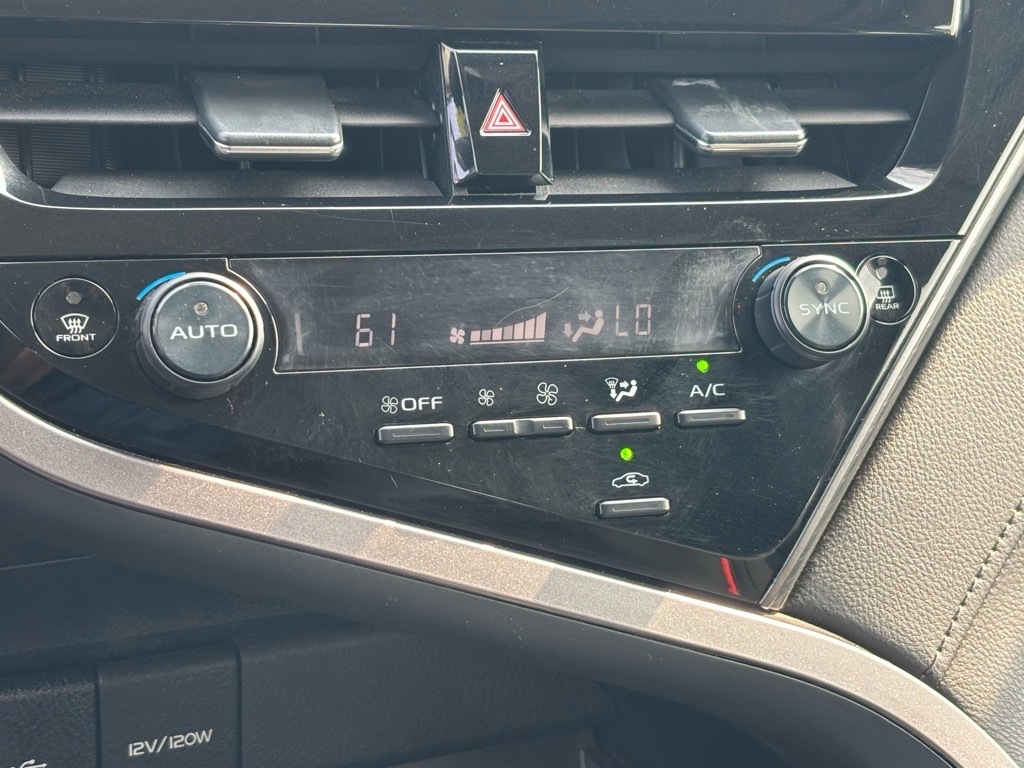 FRONT
AUTO
61
LO
SYNC
REAR
OFF
A/C
12V/120W